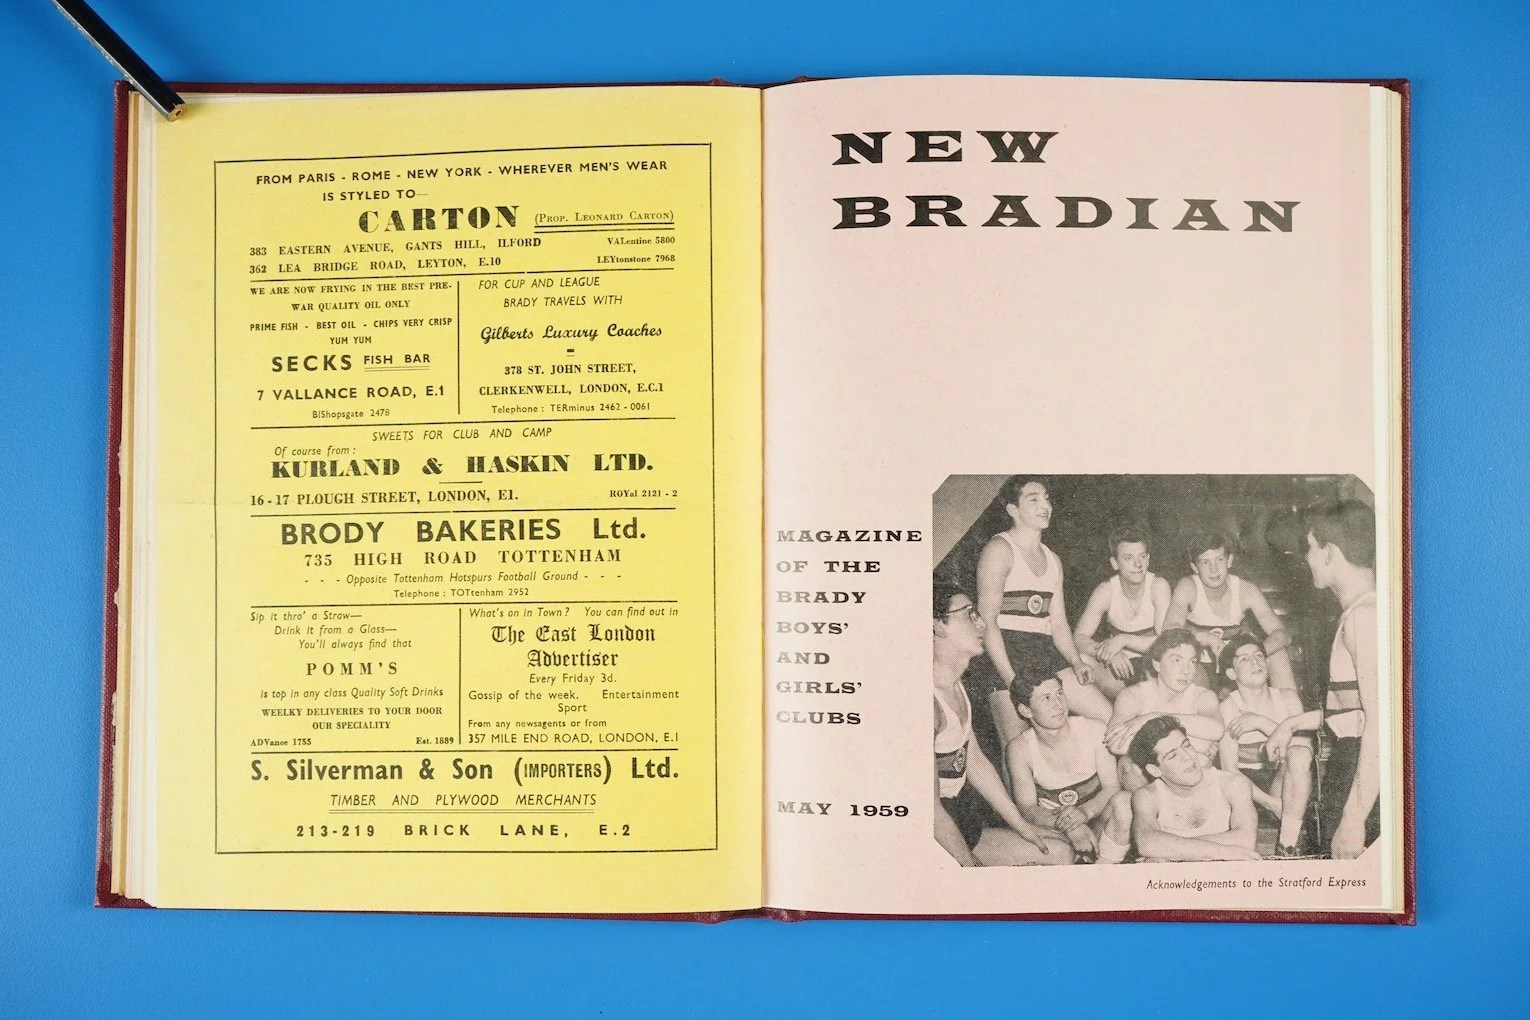 FROM PARIS - ROME - NEW YORK - WHEREVER MEN'S WEAR
IS STYLED TO—
CARTON (Prop. Leonard Carton)
383 EASTERN AVENUE, GANTS HILL, ILFORD VALentine 5800
362 LEA BRIDGE ROAD, LEYTON, E.10 LEYtonstone 7968
WE ARE NOW FRYING IN THE BEST PRE-
WAR QUALITY OIL ONLY
PRIME FISH - BEST OIL - CHIPS VERY CRISP
YUM YUM
SECKS FISH BAR
7 VALLANCE ROAD, E.1
BIShopsgate 2478
FOR CUP AND LEAGUE
BRADY TRAVELS WITH
Gilberts Luxury Coaches
378 ST. JOHN STREET,
CLERKENWELL, LONDON, E.C.1
Telephone : TERminus 2462 - 0061
SWEETS FOR CLUB AND CAMP
Of course from :
KURLAND & HASKIN LTD.
16-17 PLOUGH STREET, LONDON, E1. ROYal 2121 - 2
BRODY BAKERIES Ltd.
735 HIGH ROAD TOTTENHAM
- - - Opposite Tottenham Hotspurs Football Ground - - -
Telephone : TOTtenham 2952
Sip it thro' a Straw—
Drink it from a Glass—
You'll always find that
POMM'S
is top in any class Quality Soft Drinks
WEELKY DELIVERIES TO YOUR DOOR
OUR SPECIALITY
ADVance 1755 Est. 1889
What's on in Town? You can find out in
The East London
Advertiser
Every Friday 3d.
Gossip of the week. Entertainment
Sport
From any newsagents or from
357 MILE END ROAD, LONDON, E.1
S. Silverman & Son (IMPORTERS) Ltd.
TIMBER AND PLYWOOD MERCHANTS
213-219 BRICK LANE, E.2
NEW
BRADIAN
MAGAZINE
OF THE
BRADY
BOYS'
AND
GIRLS'
CLUBS
MAY 1959
Acknowledgements to the Stratford Express